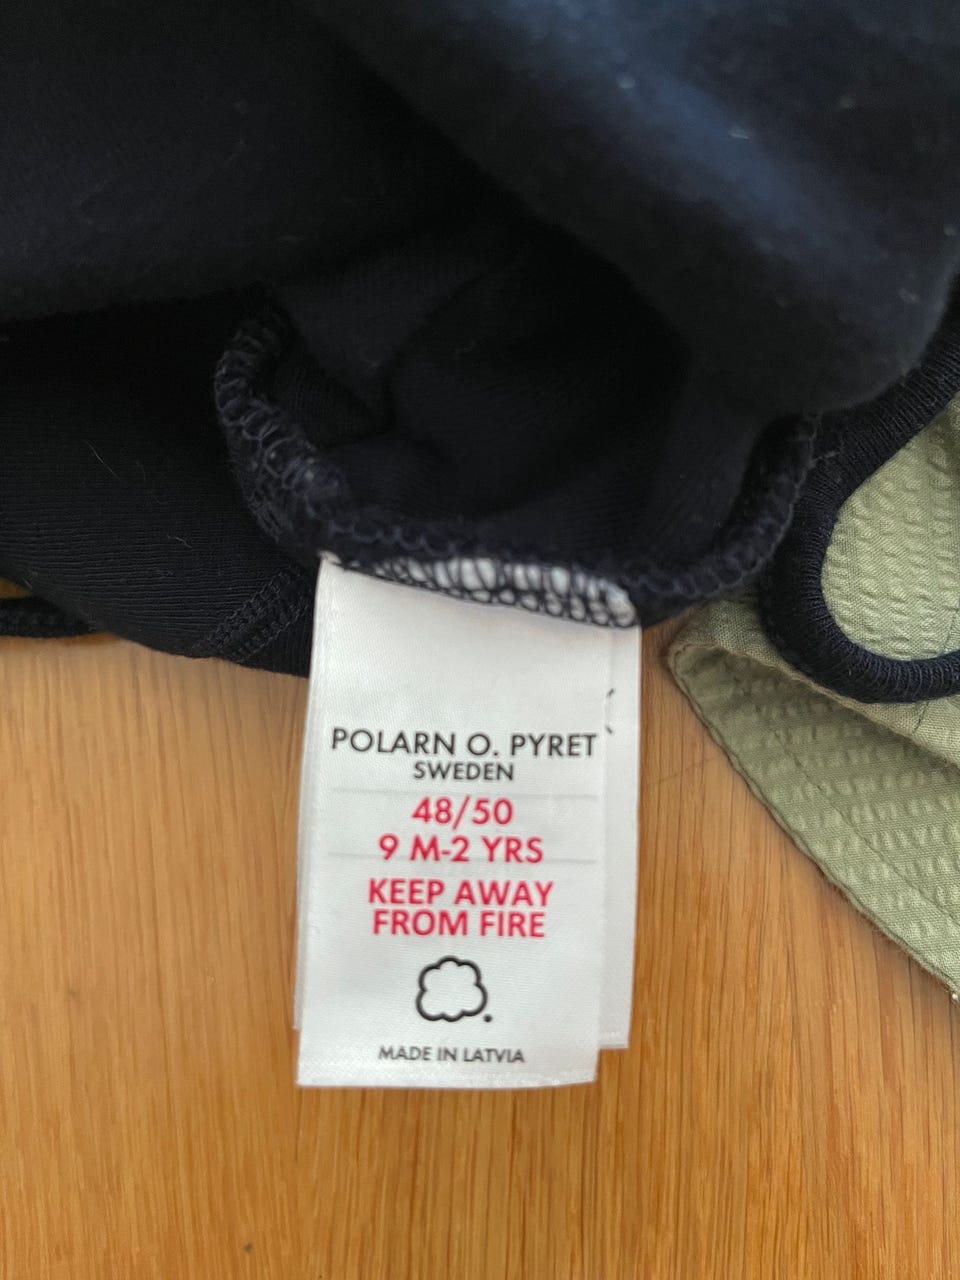 POLARN O. PYRET
SWEDEN
48/50
9 M-2 YRS
KEEP AWAY
FROM FIRE
MADE IN LATVIA